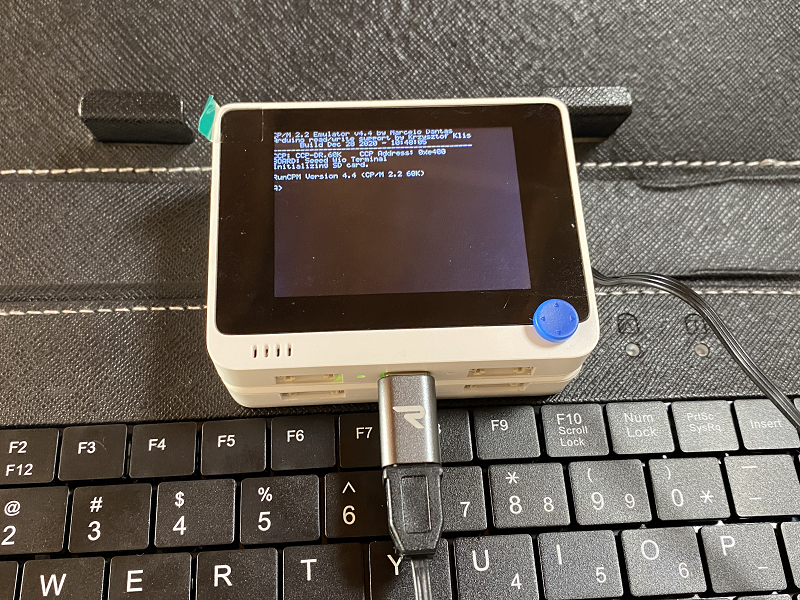 CP/M 2.2 Emulator v4.4 by Marcelo Dantas
Arduino read/write support by Krzysztof Klis
Build Dec 28 2020 - 18:48:05
CCP: CCP-DR.60K CCP Address: 0xe400
BOARD: Seeed Wio Terminal
Initializing SD card.
RunCPM Version 4.4 (CP/M 2.2 60K)
A>
R
F2 F3 F4 F5 F6 F7 F9 F10 Num PrtSc Insert
F12 Scroll Lock SysRq
Lock
@ # $ % ^ * ( )
2 3 4 5 6 7 8 8 9 9 0 *
W E R T Y U 4 I 5 O 6 P